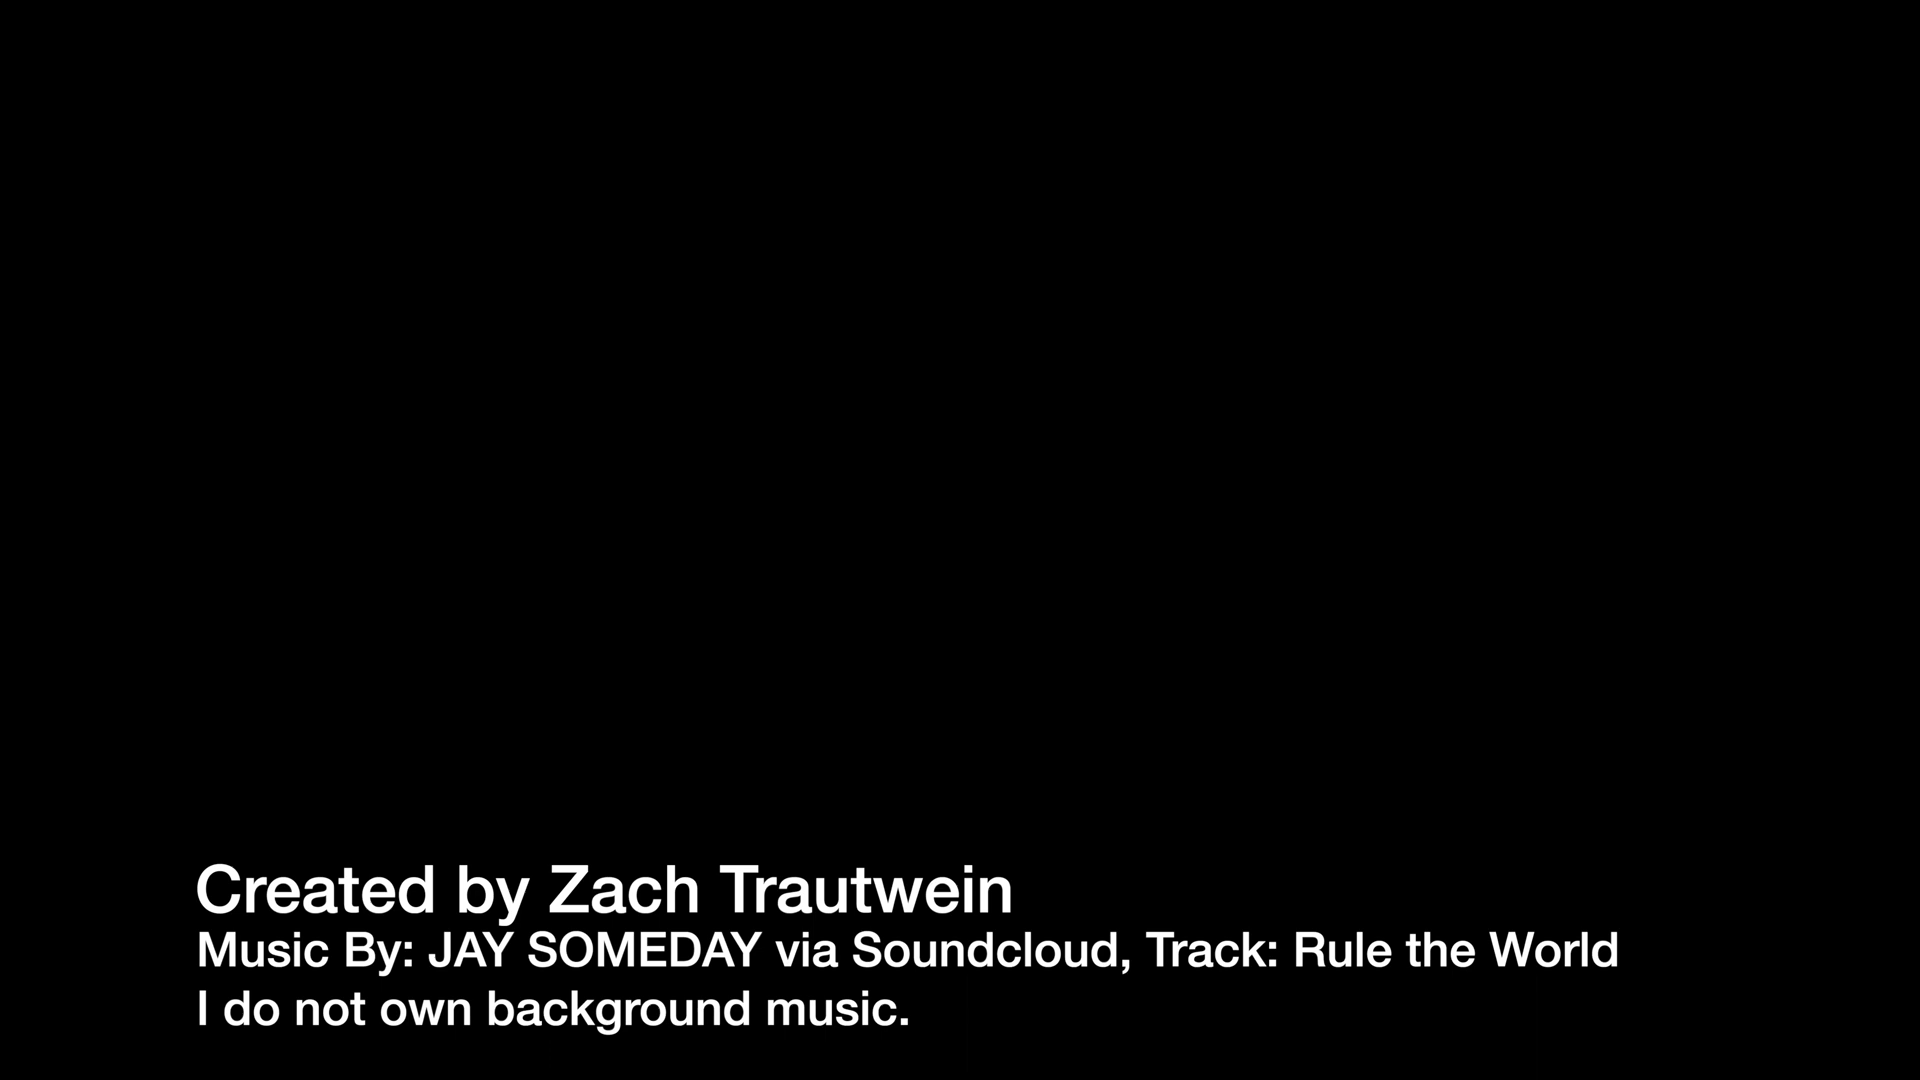 Created by Zach Trautwein
Music By: JAY SOMEDAY via Soundcloud, Track: Rule the World
I do not own background music.